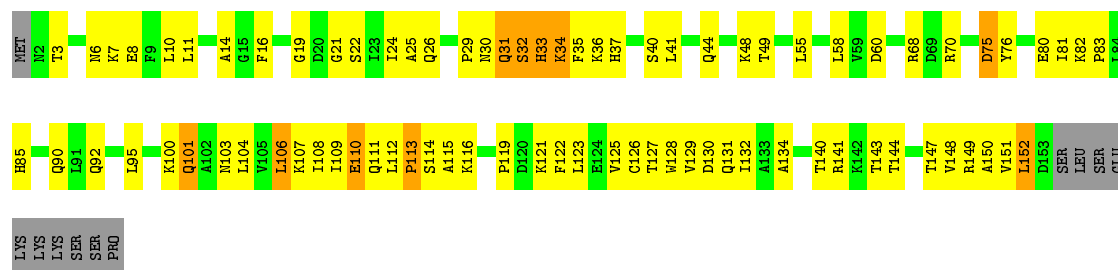 MET N2 T3 N6 K7 E8 F9 L10 L11 A14 G15 F16 G19 D20 G21 S22 I23 I24 A25 Q26 P29 N30 Q31 S32 H33 K34 F35 K36 H37 S40 L41 Q44 K48 T49 L55 L58 V59 D60 R68 D69 R70 D75 Y76 E80 I81 K82 P83 L84
H85 Q90 L91 Q92 L95 K100 Q101 A102 N103 L104 V105 L106 K107 I108 I109 E110 Q111 L112 P113 S114 A115 K116 P119 D120 K121 F122 L123 E124 V125 C126 T127 W128 V129 D130 Q131 I132 A133 A134 T140 R141 K142 T143 T144 T147 V148 R149 A150 V151 L152 D153 SER LEU SER GLU
LYS LYS LYS SER SER PRO